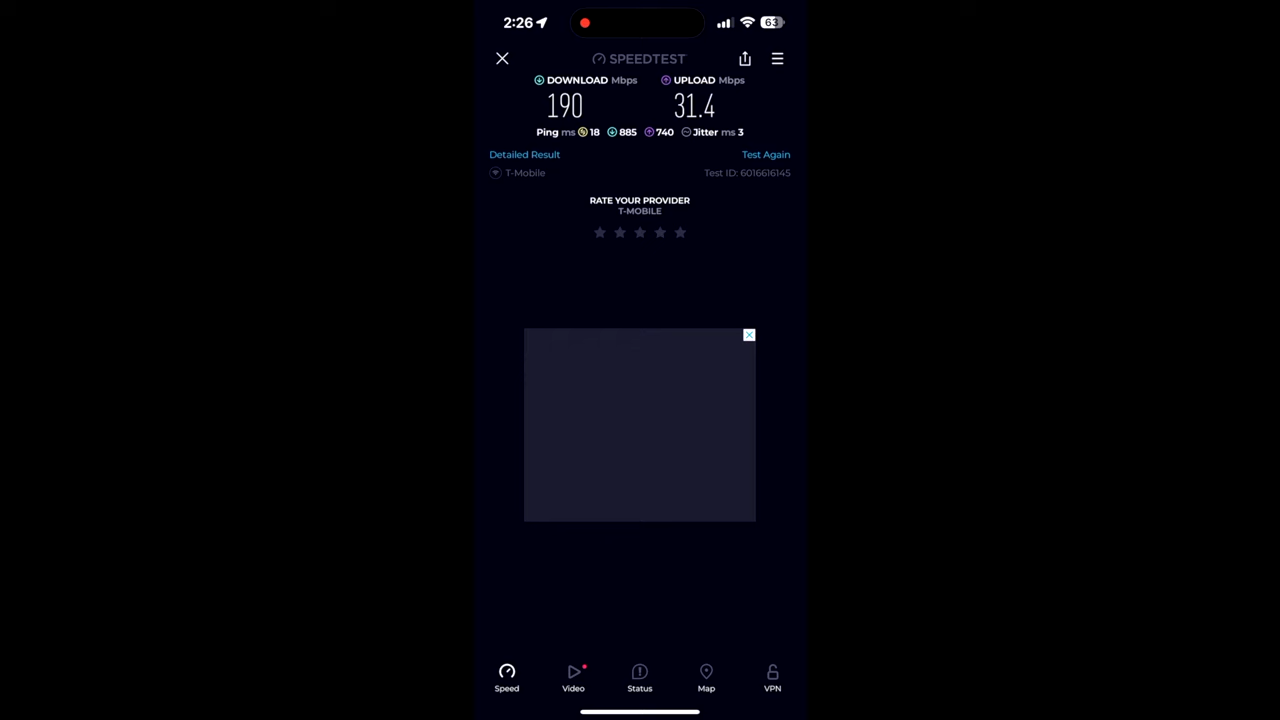 2:26
63
SPEEDTEST
DOWNLOAD Mbps UPLOAD Mbps
190 31.4
Ping ms 18 885 740 Jitter ms 3
Detailed Result Test Again
T-Mobile Test ID: 6016616145
RATE YOUR PROVIDER
T-MOBILE
Speed Video Status Map VPN